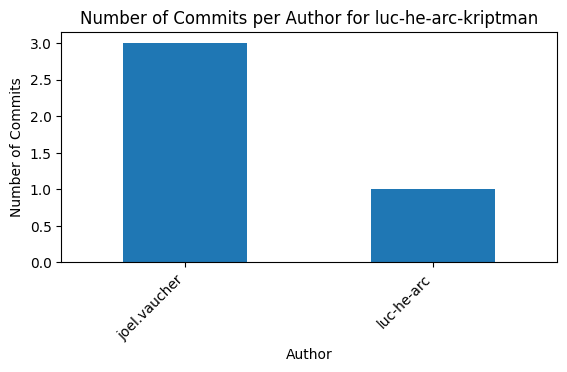 Number of Commits per Author for luc-he-arc-kriptman
Number of Commits
3.0
2.5
2.0
1.5
1.0
0.5
0.0
joel.vaucher
luc-he-arc
Author